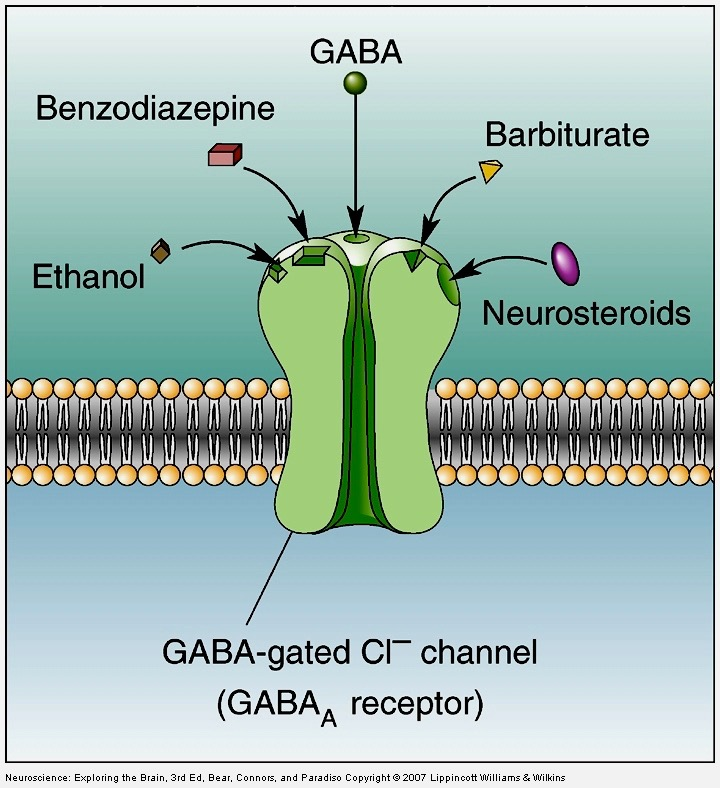 GABA
Benzodiazepine
Barbiturate
Ethanol
Neurosteroids
GABA-gated Cl⁻ channel
(GABA_A receptor)
Neuroscience: Exploring the Brain, 3rd Ed, Bear, Connors, and Paradiso Copyright © 2007 Lippincott Williams & Wilkins